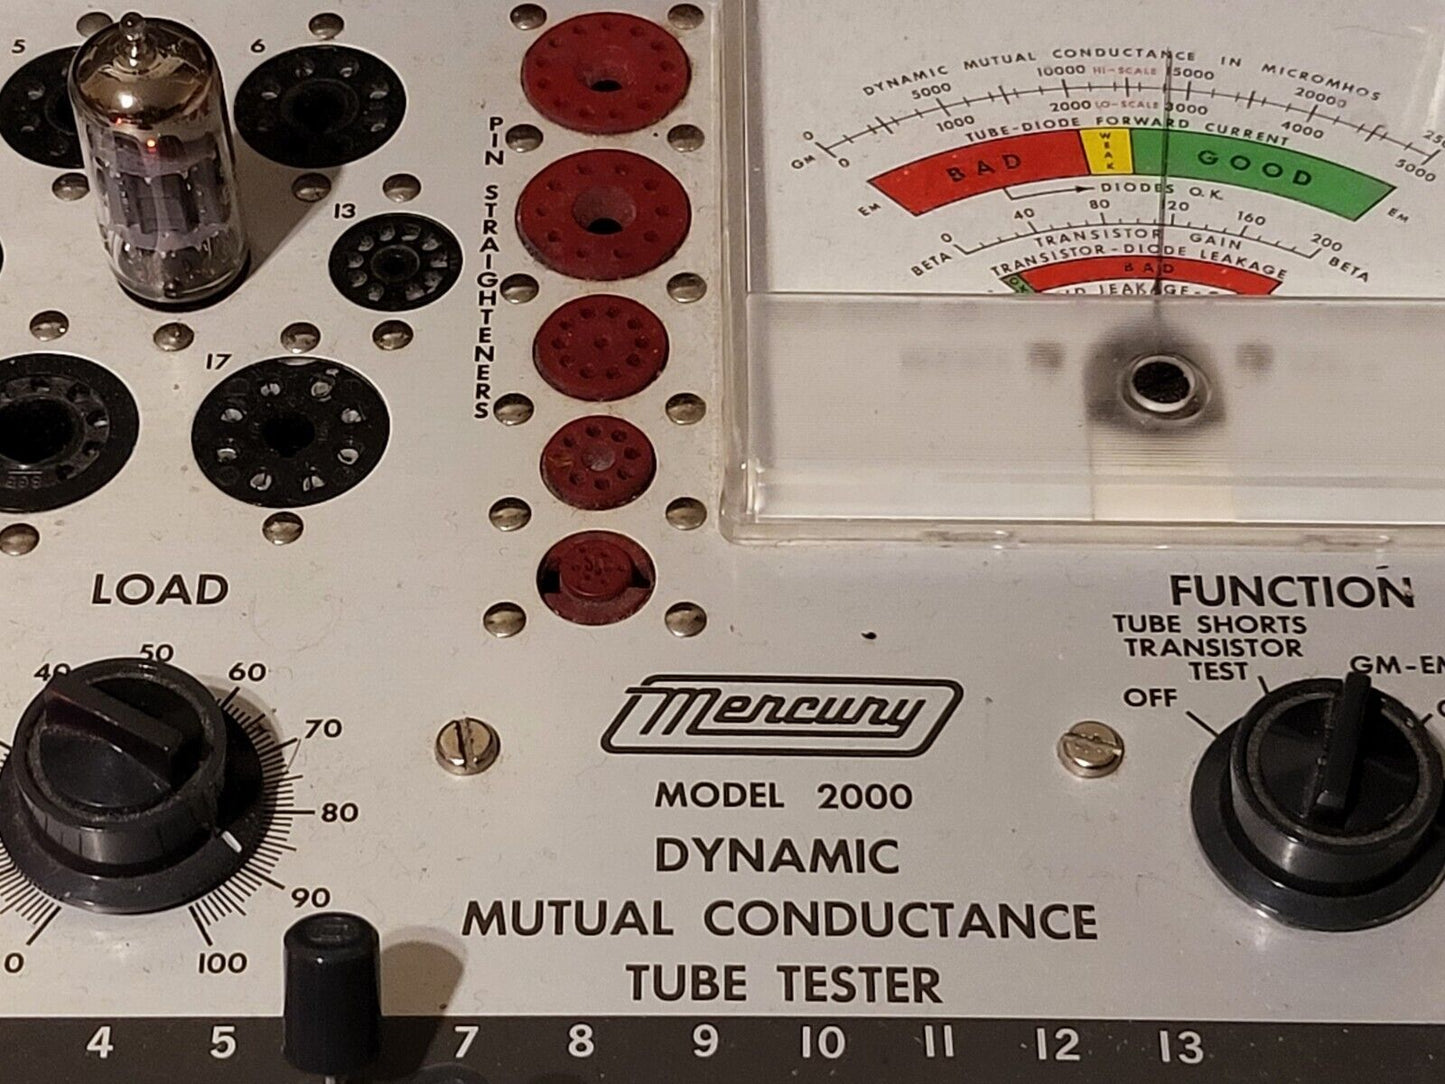 5
6
13
17
PIN STRAIGHTENERS
DYNAMIC MUTUAL CONDUCTANCE IN MICROMHOS
0 5000 10000 HI-SCALE 15000 20000
GM 0 1000 2000 LO-SCALE 3000 4000 5000
TUBE-DIODE FORWARD CURRENT
EM BAD WEAK GOOD EM
DIODES O.K.
0 40 80 120 160 200
BETA TRANSISTOR GAIN BETA
TRANSISTOR-DIODE LEAKAGE
OK BAD
LEAKAGE
LOAD
0 40 50 60 70 80 90 100
FUNCTION
TUBE SHORTS
TRANSISTOR
TEST
GM-EM
OFF
Mercury
MODEL 2000
DYNAMIC
MUTUAL CONDUCTANCE
TUBE TESTER
4 5 7 8 9 10 11 12 13